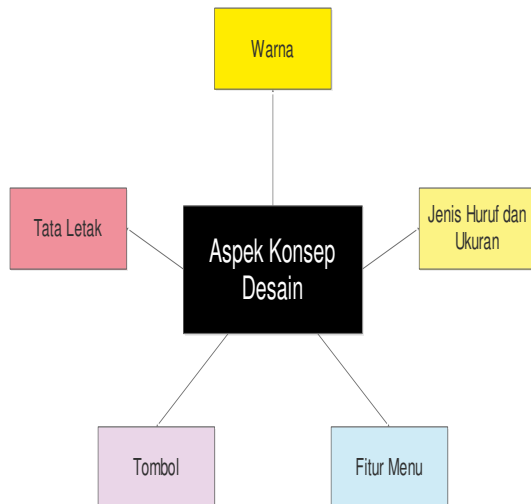 Warna
Tata Letak
Jenis Huruf dan
Ukuran
Aspek Konsep
Desain
Tombol
Fitur Menu